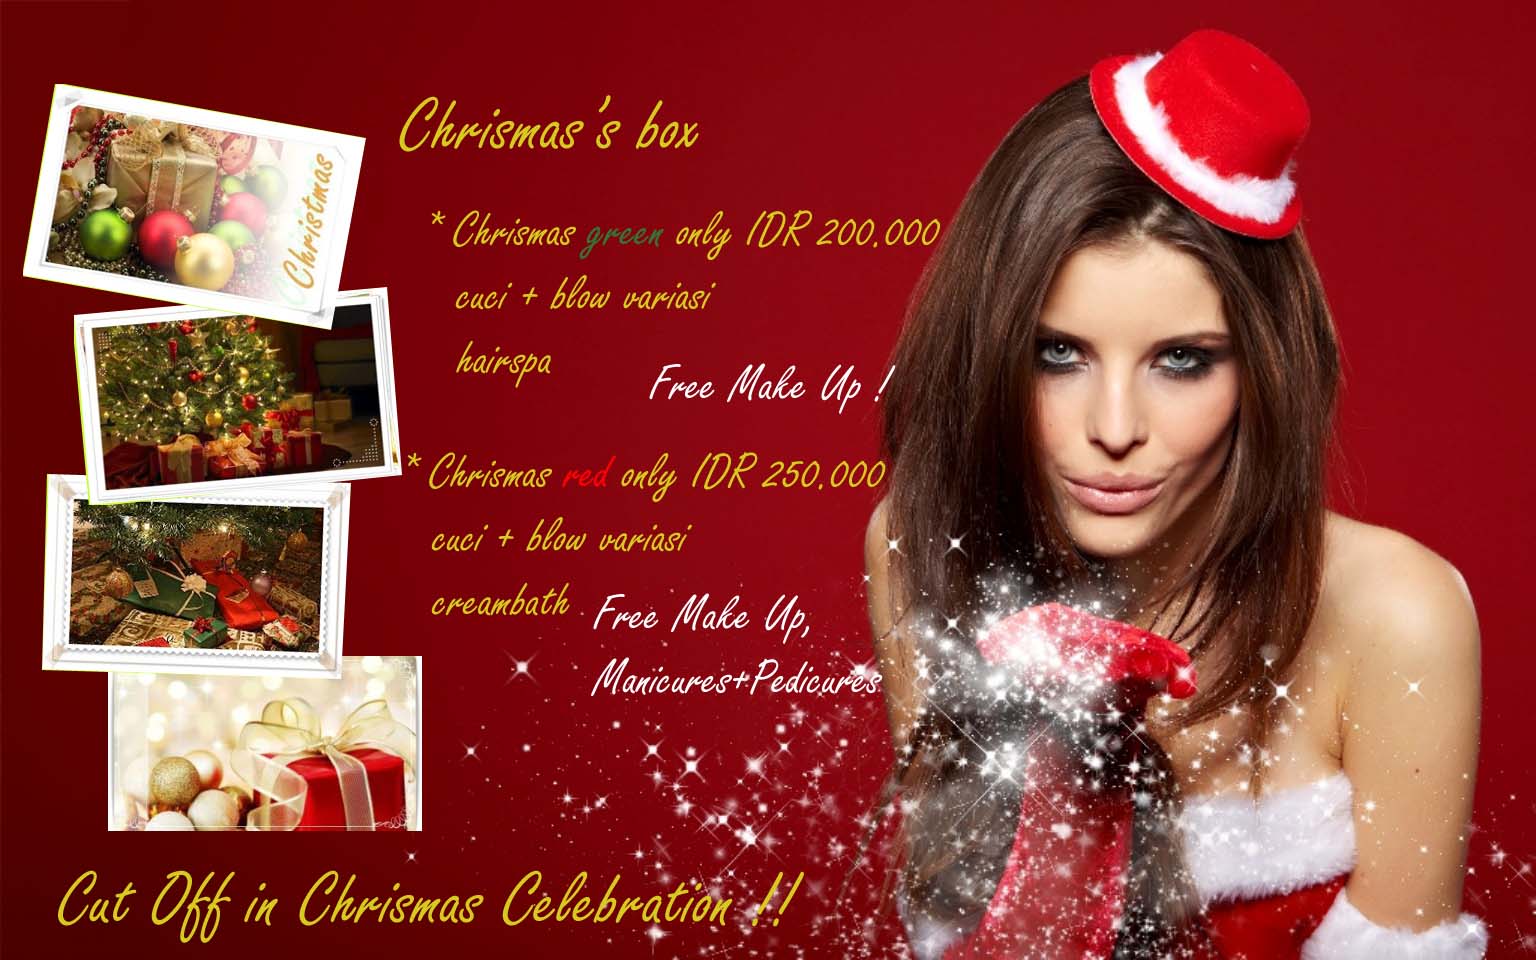 Christmas
Chrismas's box
* Chrismas green only IDR 200.000
cuci + blow variasi
hairspa
Free Make Up !
* Chrismas red only IDR 250.000
cuci + blow variasi
creambath
Free Make Up,
Manicures+Pedicures
Cut Off in Chrismas Celebration !!